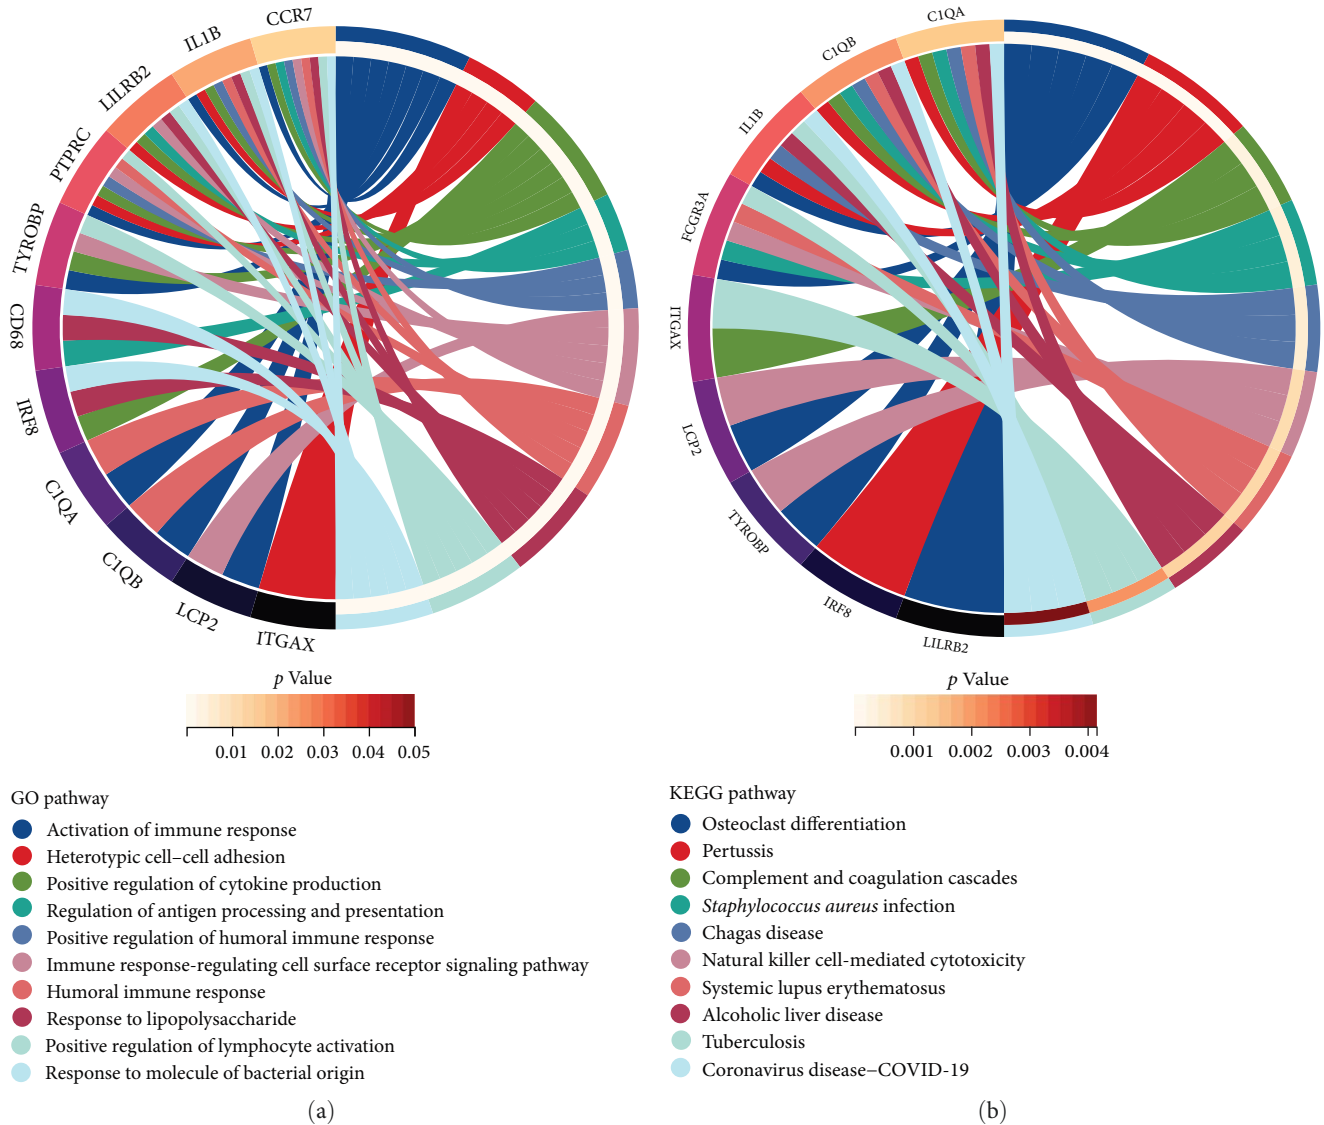 CCR7
IL1B
LILRB2
PTPRC
TYROBP
CD68
IRF8
C1QA
C1QB
LCP2
ITGAX
p Value
0.01 0.02 0.03 0.04 0.05
GO pathway
Activation of immune response
Heterotypic cell–cell adhesion
Positive regulation of cytokine production
Regulation of antigen processing and presentation
Positive regulation of humoral immune response
Immune response-regulating cell surface receptor signaling pathway
Humoral immune response
Response to lipopolysaccharide
Positive regulation of lymphocyte activation
Response to molecule of bacterial origin
(a)
C1QA
C1QB
IL1B
FCGR3A
ITGAX
LCP2
TYROBP
IRF8
LILRB2
p Value
0.001 0.002 0.003 0.004
KEGG pathway
Osteoclast differentiation
Pertussis
Complement and coagulation cascades
Staphylococcus aureus infection
Chagas disease
Natural killer cell-mediated cytotoxicity
Systemic lupus erythematosus
Alcoholic liver disease
Tuberculosis
Coronavirus disease−COVID-19
(b)